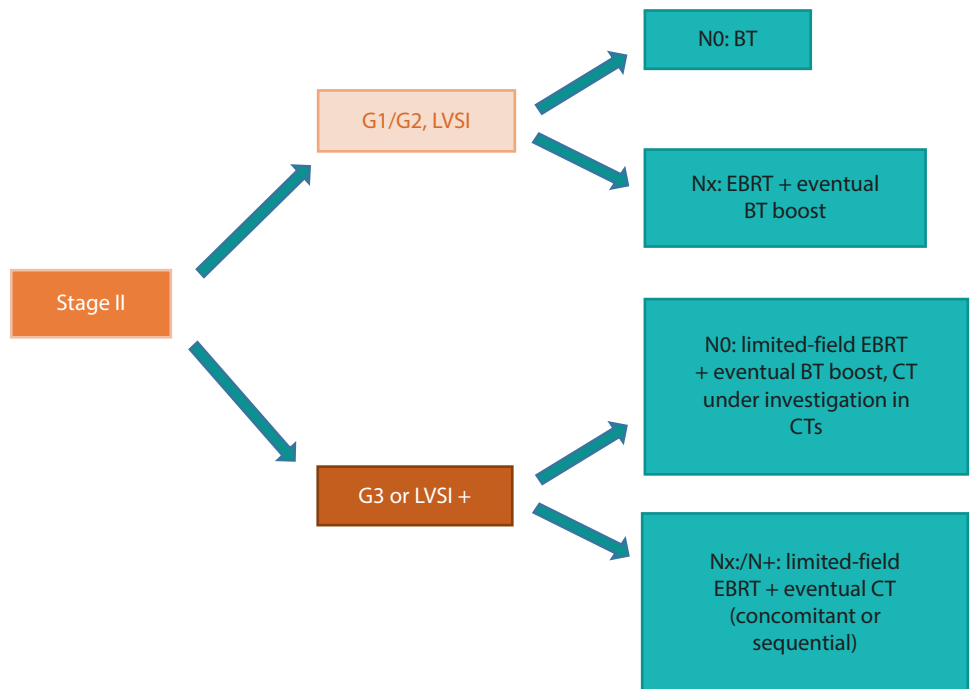 Stage II
G1/G2, LVSI
N0: BT
Nx: EBRT + eventual
BT boost
G3 or LVSI +
N0: limited-field EBRT
+ eventual BT boost, CT
under investigation in
CTs
Nx:/N+: limited-field
EBRT + eventual CT
(concomitant or
sequential)